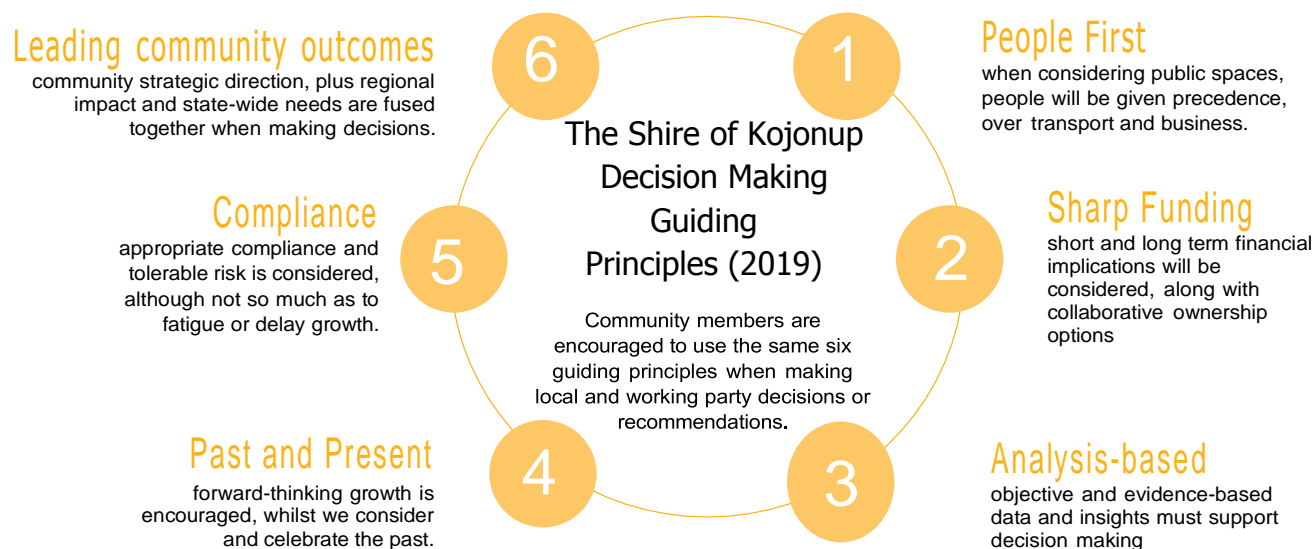 The Shire of Kojonup
Decision Making
Guiding
Principles (2019)
Community members are
encouraged to use the same six
guiding principles when making
local and working party decisions or
recommendations.
1
People First
when considering public spaces,
people will be given precedence,
over transport and business.
2
Sharp Funding
short and long term financial
implications will be
considered, along with
collaborative ownership
options
3
Analysis-based
objective and evidence-based
data and insights must support
decision making
4
Past and Present
forward-thinking growth is
encouraged, whilst we consider
and celebrate the past.
5
Compliance
appropriate compliance and
tolerable risk is considered,
although not so much as to
fatigue or delay growth.
6
Leading community outcomes
community strategic direction, plus regional
impact and state-wide needs are fused
together when making decisions.